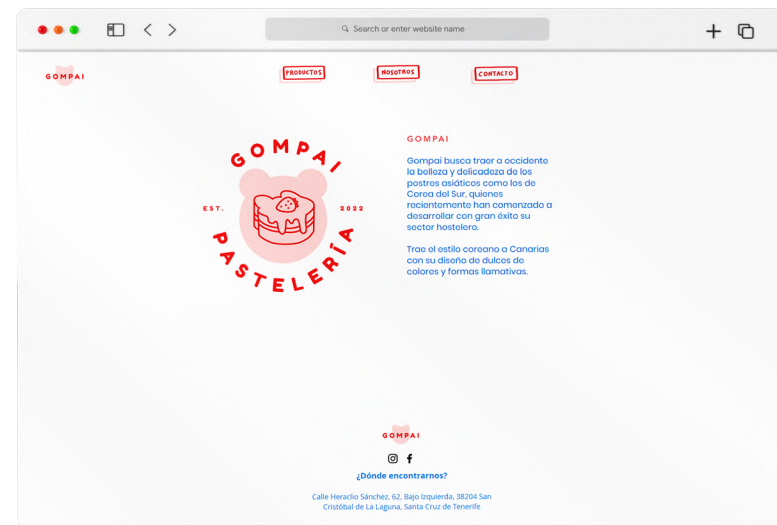 Search or enter website name
GOMPAI
PRODUCTOS
NOSOTROS
CONTACTO
GOMPAI
EST.
2022
PASTELERÍA
GOMPAI
Gompai busca traer a occidente
la belleza y delicadeza de los
postres asiáticos como los de
Corea del Sur, quienes
recientemente han comenzado a
desarrollar con gran éxito su
sector hostelero.
Trae el estilo coreano a Canarias
con su diseño de dulces de
colores y formas llamativas.
GOMPAI
¿Dónde encontrarnos?
Calle Heraclio Sánchez, 62, Bajo Izquierda, 38204 San
Cristóbal de La Laguna, Santa Cruz de Tenerife